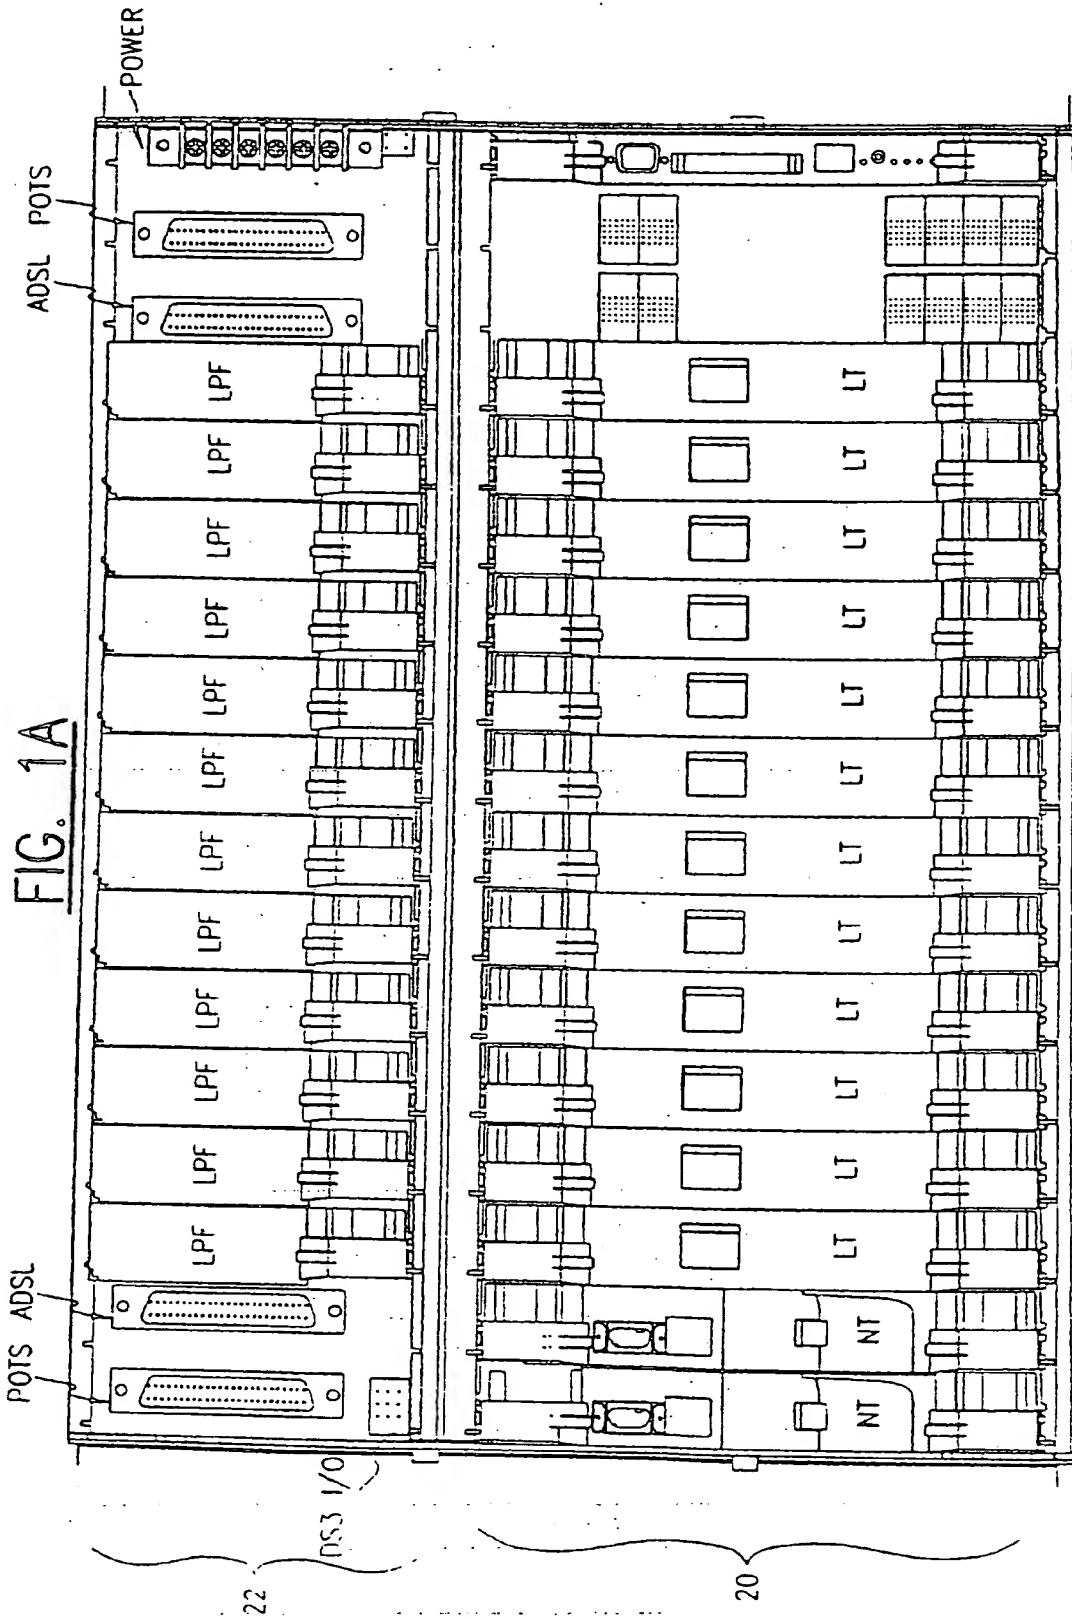 FIG. 1A
POTS ADSL ADSL POTS POWER
22 LPF LPF LPF LPF LPF LPF LPF LPF LPF LPF LPF LPF
DS3 I/O
20
NT NT LT LT LT LT LT LT LT LT LT LT LT LT